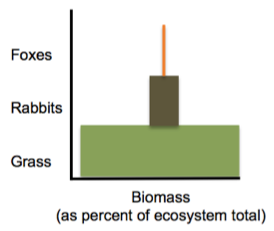 Foxes
Rabbits
Grass
Biomass
(as percent of ecosystem total)